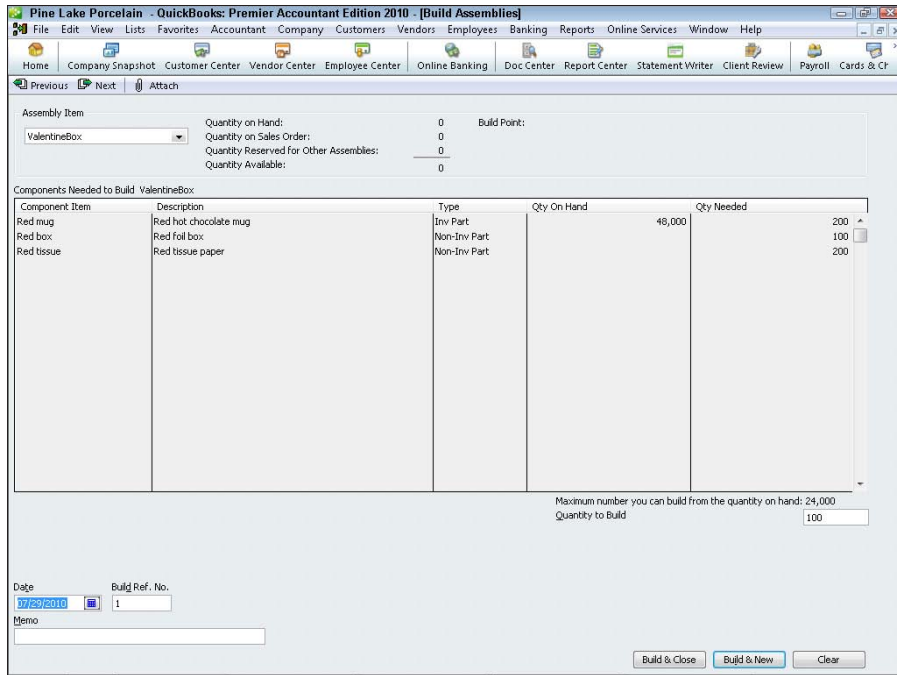 Pine Lake Porcelain - QuickBooks: Premier Accountant Edition 2010 - [Build Assemblies]
File Edit View Lists Favorites Accountant Company Customers Vendors Employees Banking Reports Online Services Window Help
Home Company Snapshot Customer Center Vendor Center Employee Center Online Banking Doc Center Report Center Statement Writer Client Review Payroll Cards & Ch
Previous Next Attach
Assembly Item
ValentineBox
Quantity on Hand: 0 Build Point:
Quantity on Sales Order: 0
Quantity Reserved for Other Assemblies: 0
Quantity Available: 0
Components Needed to Build ValentineBox
Component Item Description Type Qty On Hand Qty Needed
Red mug Red hot chocolate mug Inv Part 48,000 200
Red box Red foil box Non-Inv Part 100
Red tissue Red tissue paper Non-Inv Part 200
Maximum number you can build from the quantity on hand: 24,000
Quantity to Build 100
Date Build Ref. No.
07/29/2010 1
Memo
Build & Close Build & New Clear